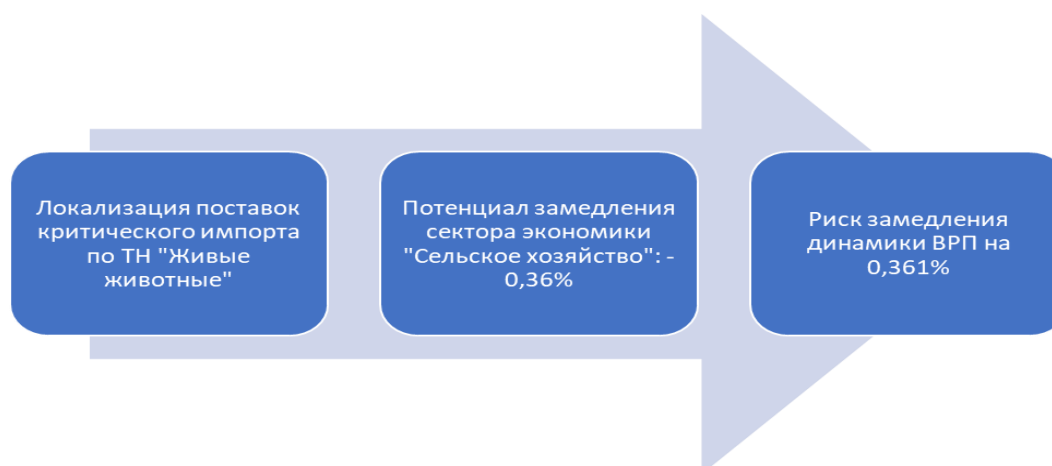 Локализация поставок
критического импорта
по ТН "Живые
животные"
Потенциал замедления
сектора экономики
"Сельское хозяйство": -
0,36%
Риск замедления
динамики ВРП на
0,361%